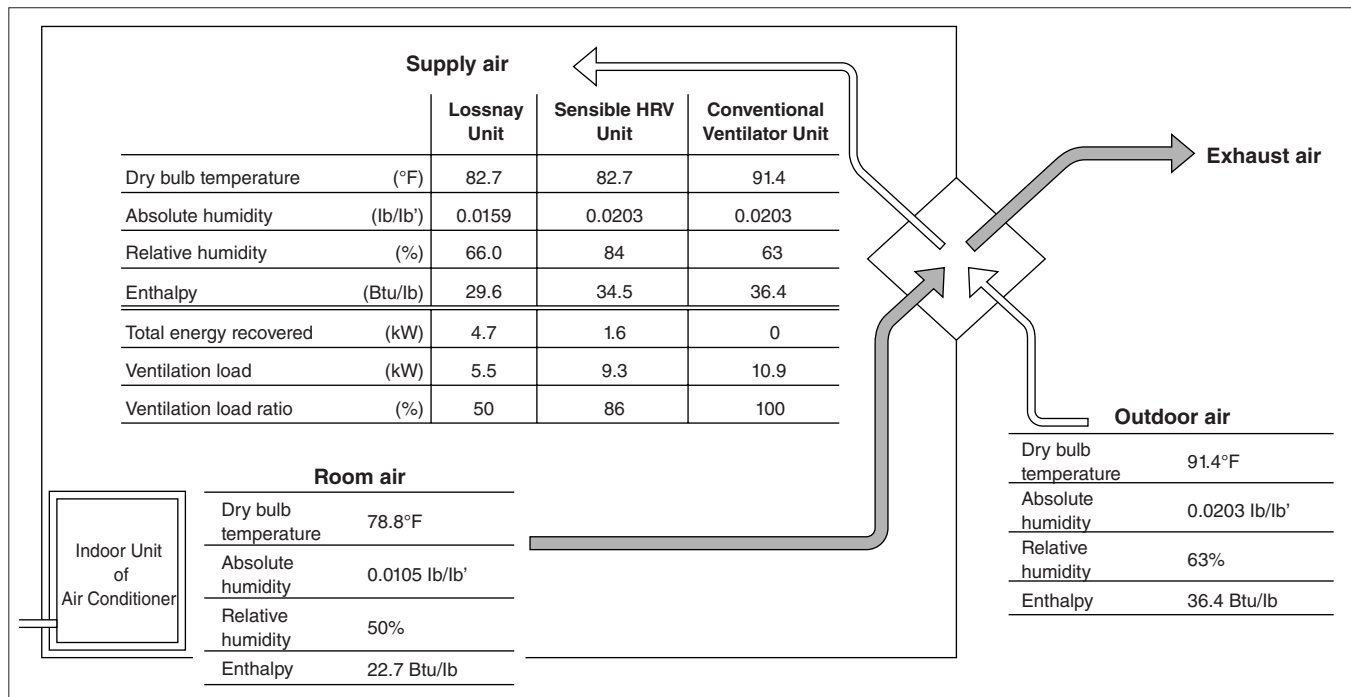 Supply air
Lossnay Unit Sensible HRV Unit Conventional Ventilator Unit
Dry bulb temperature (°F) 82.7 82.7 91.4
Absolute humidity (lb/lb’) 0.0159 0.0203 0.0203
Relative humidity (%) 66.0 84 63
Enthalpy (Btu/lb) 29.6 34.5 36.4
Total energy recovered (kW) 4.7 1.6 0
Ventilation load (kW) 5.5 9.3 10.9
Ventilation load ratio (%) 50 86 100
Exhaust air
Outdoor air
Dry bulb temperature 91.4°F
Absolute humidity 0.0203 lb/lb’
Relative humidity 63%
Enthalpy 36.4 Btu/lb
Room air
Dry bulb temperature 78.8°F
Absolute humidity 0.0105 lb/lb’
Relative humidity 50%
Enthalpy 22.7 Btu/lb
Indoor Unit
of
Air Conditioner